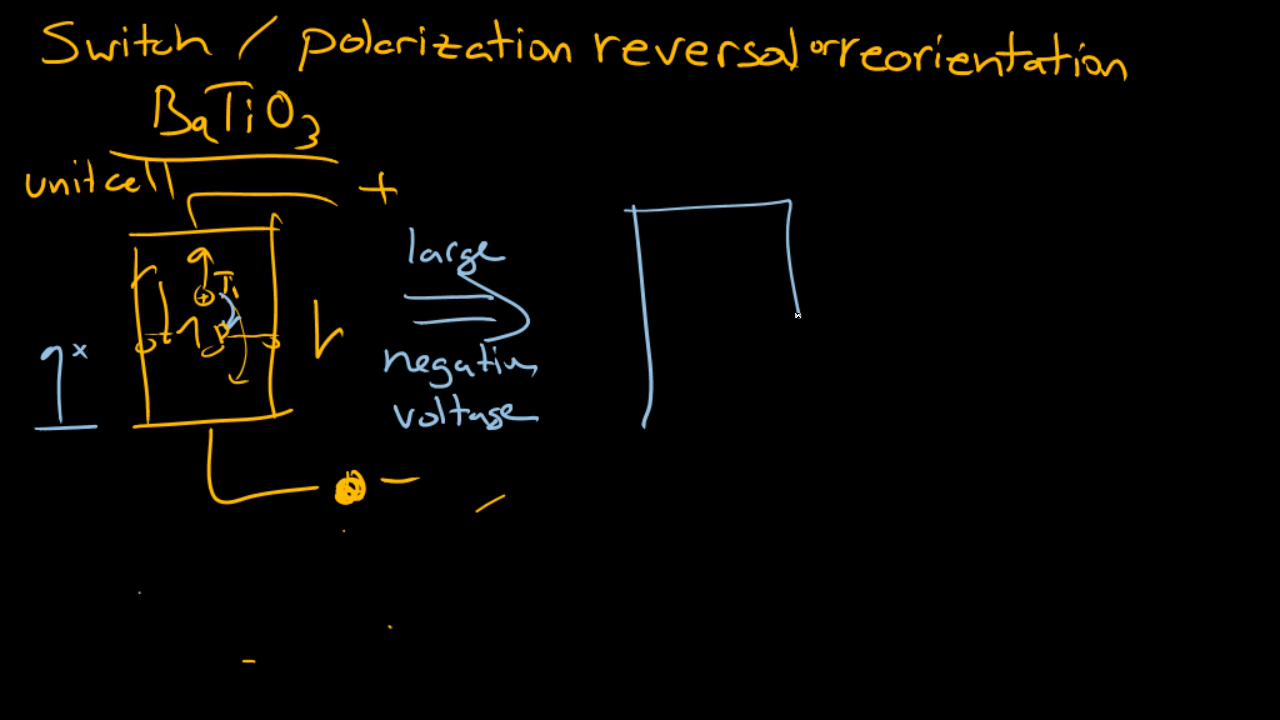 Switch / polarization reversal or reorientation
BaTiO3
unit cell
+
Ti
+
P
x
large
negative
voltage
-